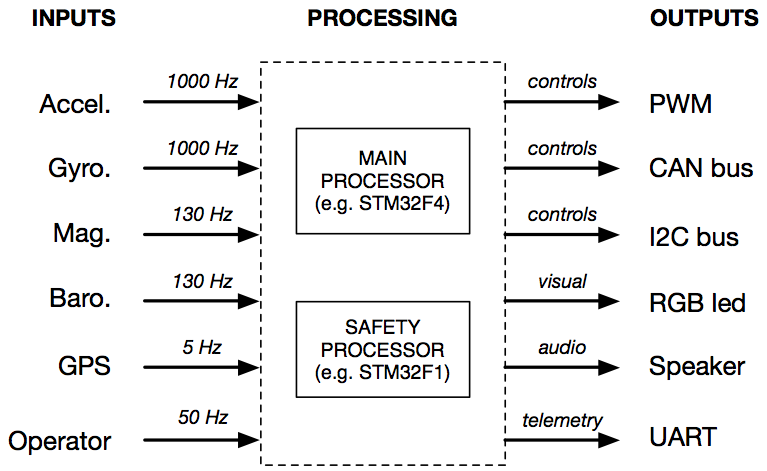 INPUTS PROCESSING OUTPUTS
Accel. 1000 Hz controls PWM
Gyro. 1000 Hz controls CAN bus
Mag. 130 Hz controls I2C bus
Baro. 130 Hz visual RGB led
GPS 5 Hz audio Speaker
Operator 50 Hz telemetry UART
MAIN
PROCESSOR
(e.g. STM32F4)
SAFETY
PROCESSOR
(e.g. STM32F1)